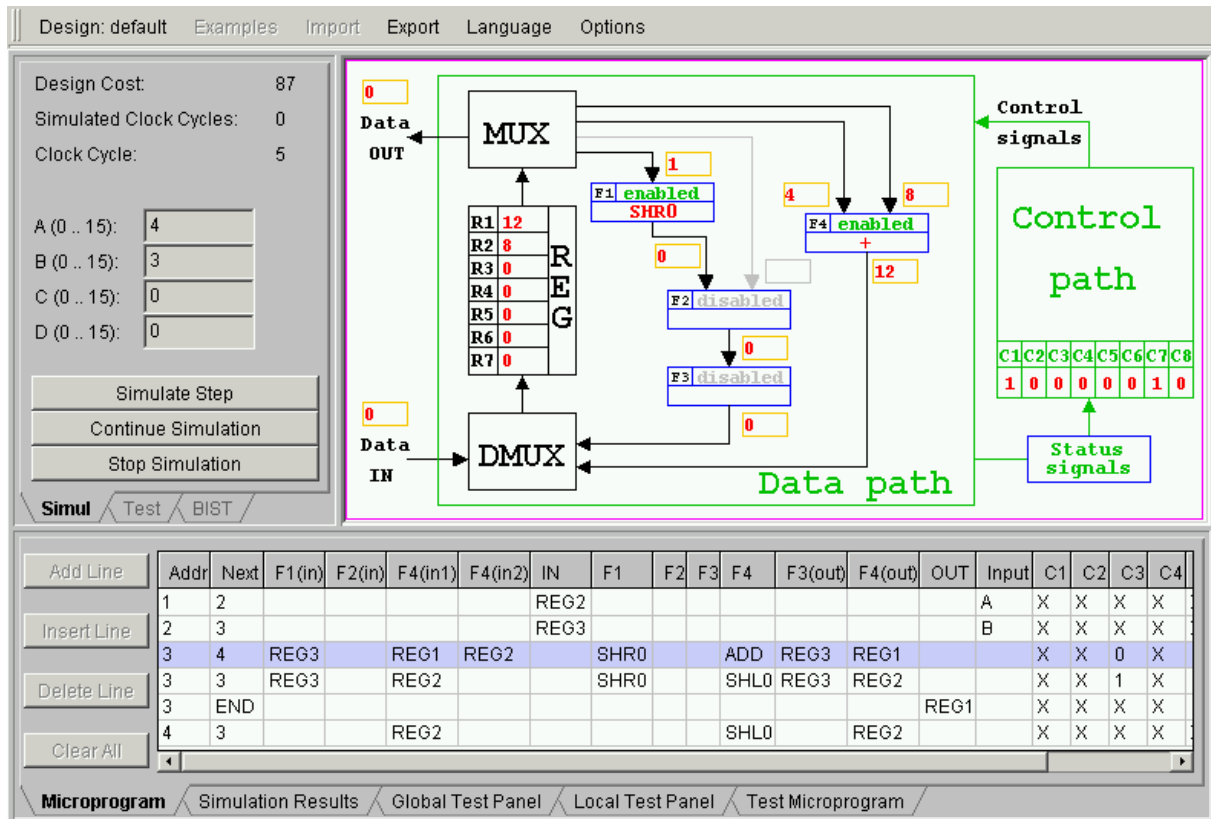 Design: default Examples Import Export Language Options
Design Cost: 87
Simulated Clock Cycles: 0
Clock Cycle: 5
A (0 .. 15): 4
B (0 .. 15): 3
C (0 .. 15): 0
D (0 .. 15): 0
Simulate Step
Continue Simulation
Stop Simulation
Simul Test BIST
0
Data
OUT
MUX
1
F1 enabled
SHR0
4
8
F4 enabled
+
12
R1 12
R2 8
R3 0
R4 0
R5 0
R6 0
R7 0
REG
0
F2 disabled
0
F3 disabled
0
0
Data
IN
DMUX
Data path
Control
signals
Control
path
C1 C2 C3 C4 C5 C6 C7 C8
1 0 0 0 0 0 1 0
Status
signals
Add Line
Insert Line
Delete Line
Clear All
Addr Next F1(in) F2(in) F4(in1) F4(in2) IN F1 F2 F3 F4 F3(out) F4(out) OUT Input C1 C2 C3 C4
1 2 REG2 A X X X X
2 3 REG3 B X X X X
3 4 REG3 REG1 REG2 SHR0 ADD REG3 REG1 X X 0 X
3 3 REG3 REG2 SHR0 SHL0 REG3 REG2 X X 1 X
3 END REG1 X X X X
4 3 REG2 SHL0 REG2 X X X X
Microprogram Simulation Results Global Test Panel Local Test Panel Test Microprogram